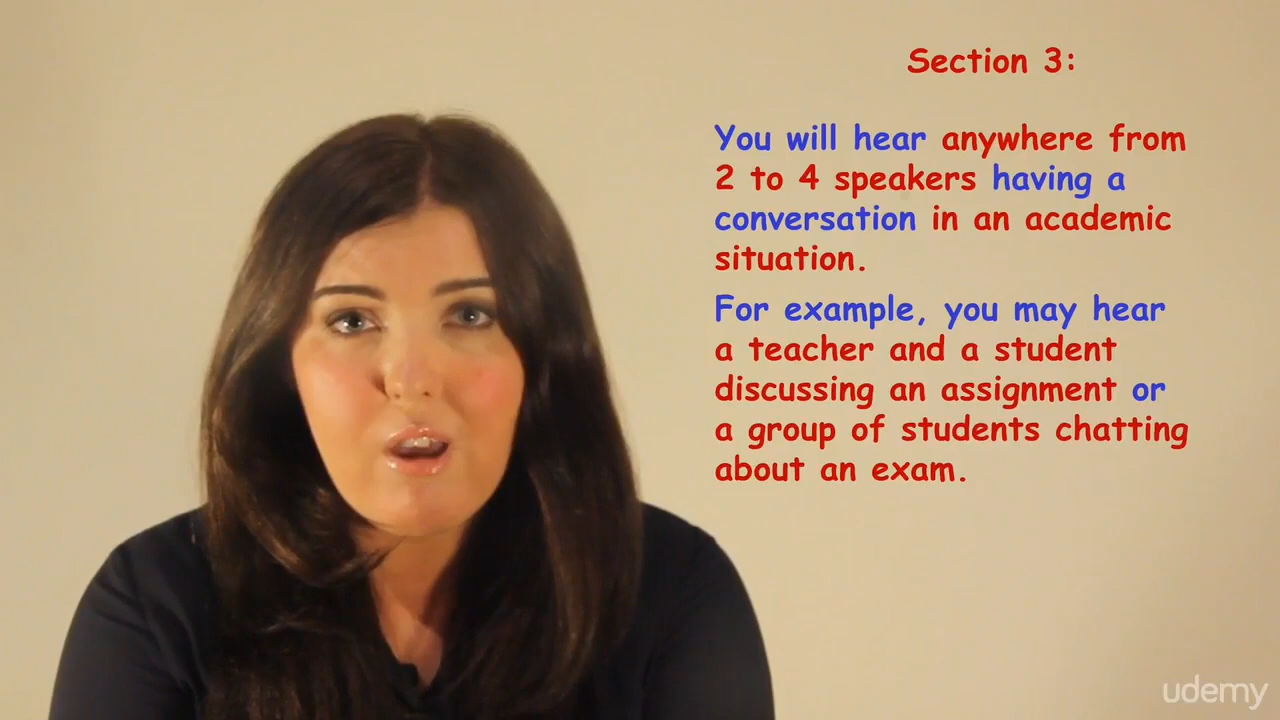 Section 3:
You will hear anywhere from
2 to 4 speakers having a
conversation in an academic
situation.
For example, you may hear
a teacher and a student
discussing an assignment or
a group of students chatting
about an exam.
udemy